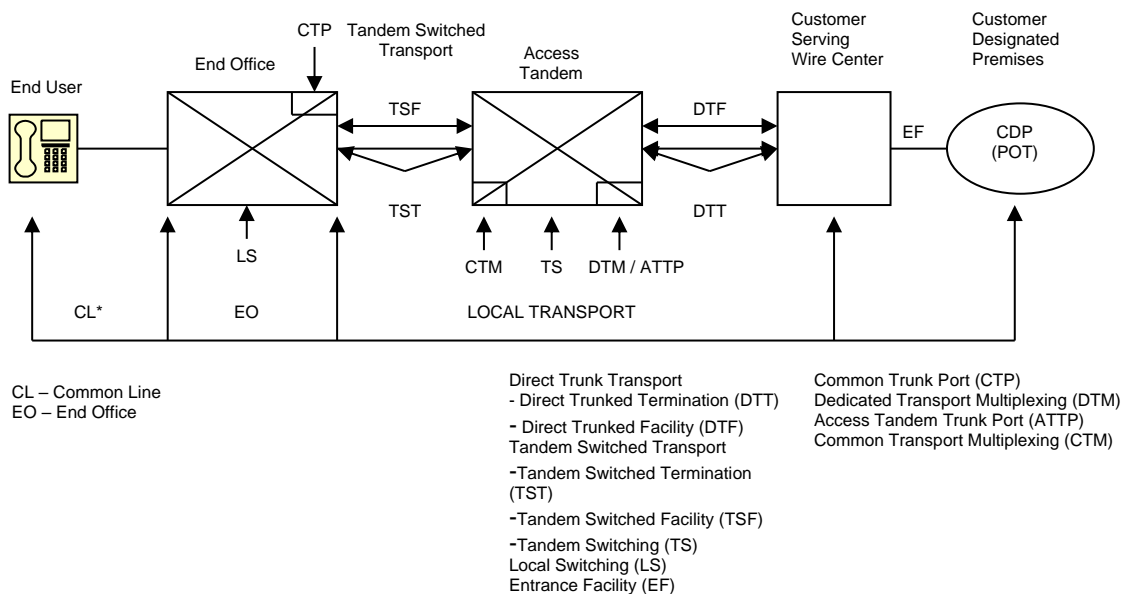 CTP
Tandem Switched
Transport
End Office
End User
Access
Tandem
Customer
Serving
Wire Center
Customer
Designated
Premises
TSF
DTF
EF
CDP
(POT)
TST
DTT
LS
CTM
TS
DTM / ATTP
CL*
EO
LOCAL TRANSPORT
CL – Common Line
EO – End Office
Direct Trunk Transport
- Direct Trunked Termination (DTT)
- Direct Trunked Facility (DTF)
Tandem Switched Transport
-Tandem Switched Termination
(TST)
-Tandem Switched Facility (TSF)
-Tandem Switching (TS)
Local Switching (LS)
Entrance Facility (EF)
Common Trunk Port (CTP)
Dedicated Transport Multiplexing (DTM)
Access Tandem Trunk Port (ATTP)
Common Transport Multiplexing (CTM)